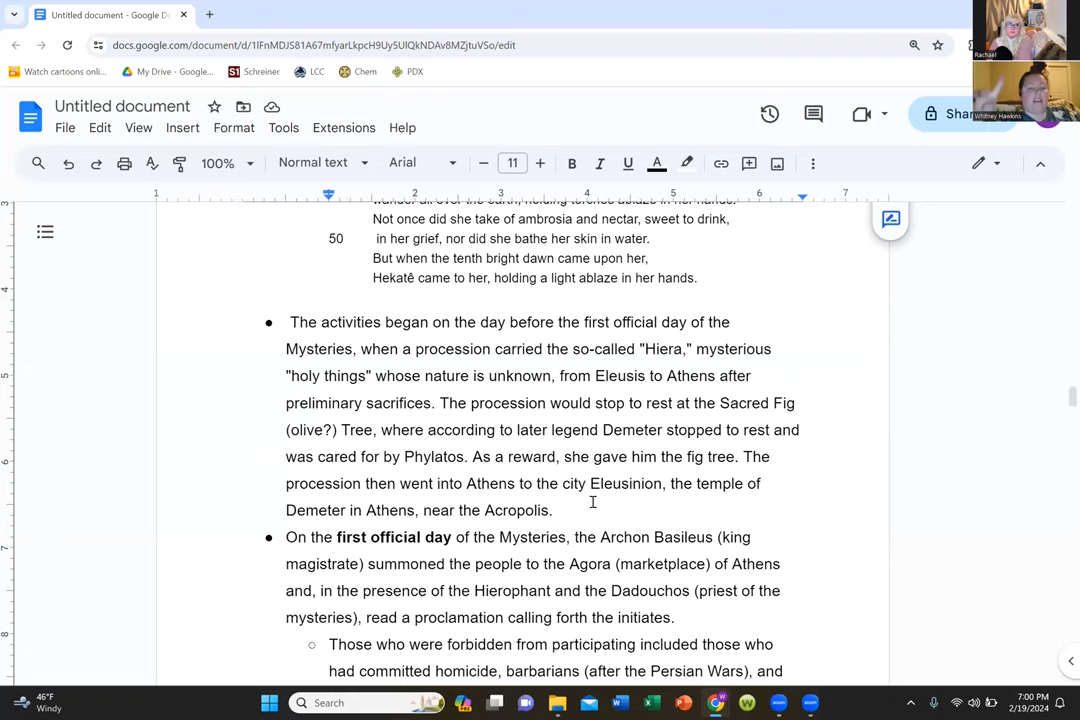 Untitled document - Google D
docs.google.com/document/d/1lFnMDJS81A67mfyarLkpcH9Uy5UlQkNDAv8MZjtuVSo/edit
Watch cartoons onli... My Drive - Google... Schreiner LCC Chem PDX
Rachael
Whitney Hawkins
Untitled document
File Edit View Insert Format Tools Extensions Help
100% Normal text Arial 11
1 1 2 3 4 5 6 7
wander all over the earth, holding torches ablaze in her hands.
Not once did she take of ambrosia and nectar, sweet to drink,
50 in her grief, nor did she bathe her skin in water.
But when the tenth bright dawn came upon her,
Hekatê came to her, holding a light ablaze in her hands.
● The activities began on the day before the first official day of the
Mysteries, when a procession carried the so-called "Hiera," mysterious
"holy things" whose nature is unknown, from Eleusis to Athens after
preliminary sacrifices. The procession would stop to rest at the Sacred Fig
(olive?) Tree, where according to later legend Demeter stopped to rest and
was cared for by Phylatos. As a reward, she gave him the fig tree. The
procession then went into Athens to the city Eleusinion, the temple of
Demeter in Athens, near the Acropolis.
● On the first official day of the Mysteries, the Archon Basileus (king
magistrate) summoned the people to the Agora (marketplace) of Athens
and, in the presence of the Hierophant and the Dadouchos (priest of the
mysteries), read a proclamation calling forth the initiates.
○ Those who were forbidden from participating included those who
had committed homicide, barbarians (after the Persian Wars), and
46°F
Windy
Search
7:00 PM
2/19/2024